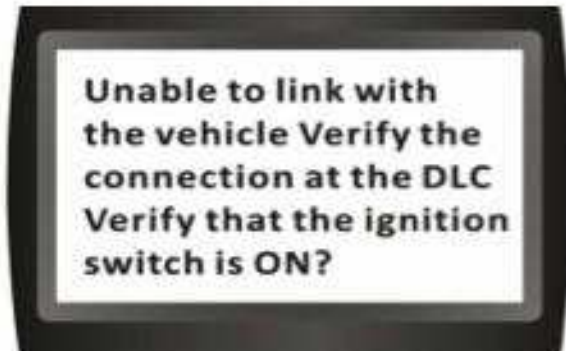 Unable to link with
the vehicle Verify the
connection at the DLC
Verify that the ignition
switch is ON?